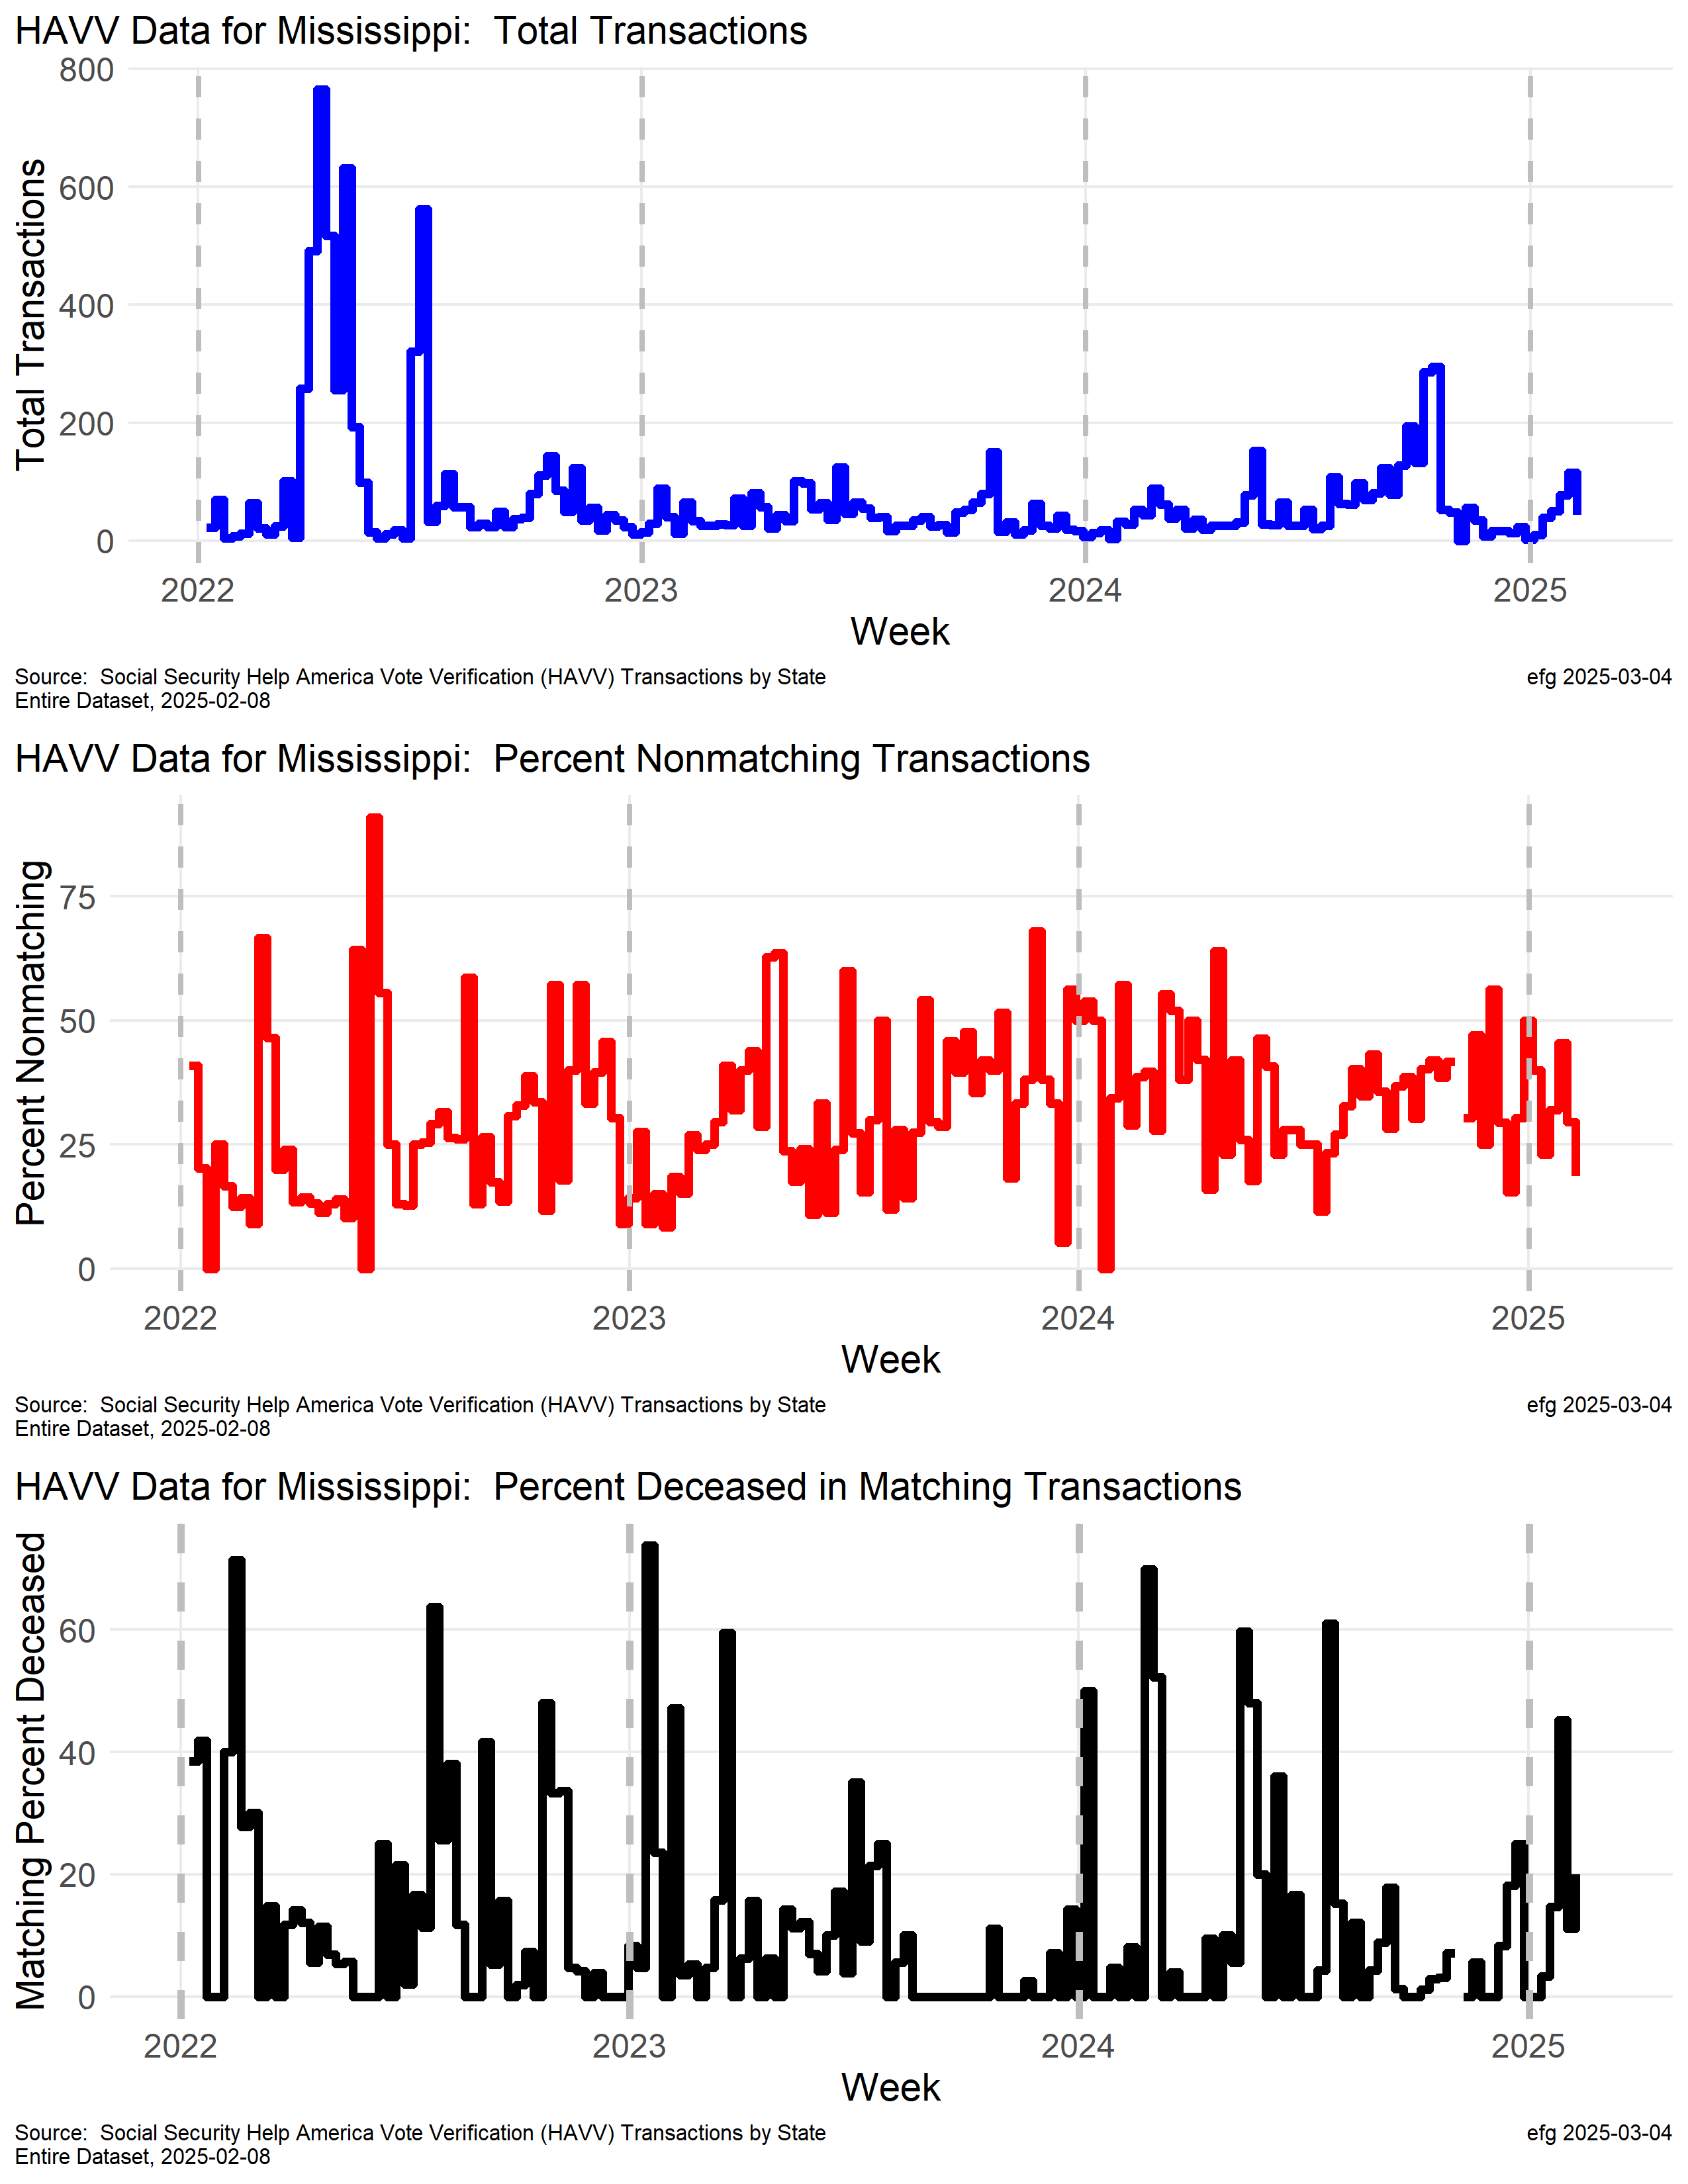 HAVV Data for Mississippi:  Total Transactions
Total Transactions
800
600
400
200
0
2022 2023 2024 2025
Week
Source:  Social Security Help America Vote Verification (HAVV) Transactions by State efg 2025-03-04
Entire Dataset, 2025-02-08
HAVV Data for Mississippi:  Percent Nonmatching Transactions
Percent Nonmatching
75
50
25
0
2022 2023 2024 2025
Week
Source:  Social Security Help America Vote Verification (HAVV) Transactions by State efg 2025-03-04
Entire Dataset, 2025-02-08
HAVV Data for Mississippi:  Percent Deceased in Matching Transactions
Matching Percent Deceased
60
40
20
0
2022 2023 2024 2025
Week
Source:  Social Security Help America Vote Verification (HAVV) Transactions by State efg 2025-03-04
Entire Dataset, 2025-02-08